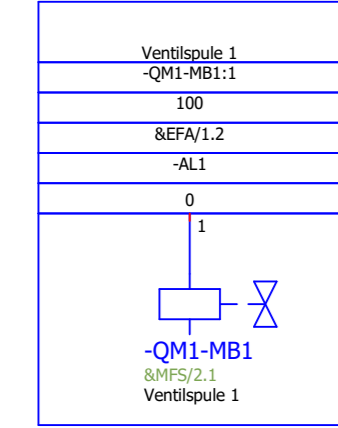 Ventilspule 1
-QM1-MB1:1
100
&EFA/1.2
-AL1
0
1
-QM1-MB1
&MFS/2.1
Ventilspule 1